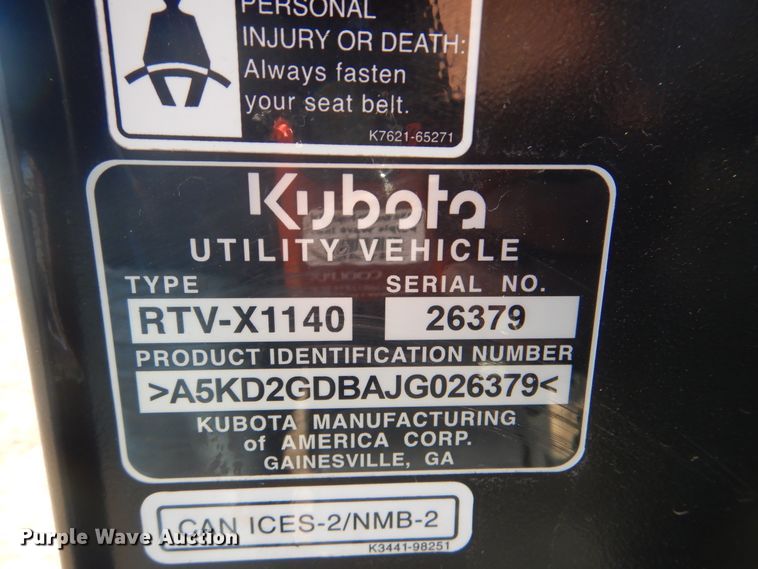 PERSONAL
INJURY OR DEATH:
Always fasten
your seat belt.
K7621-65271
Kubota
UTILITY VEHICLE
TYPE SERIAL NO.
RTV-X1140 26379
PRODUCT IDENTIFICATION NUMBER
>A5KD2GDBAJG026379<
KUBOTA MANUFACTURING
of AMERICA CORP.
GAINESVILLE, GA
CAN ICES-2/NMB-2
K3441-98251
Purple Wave Auction